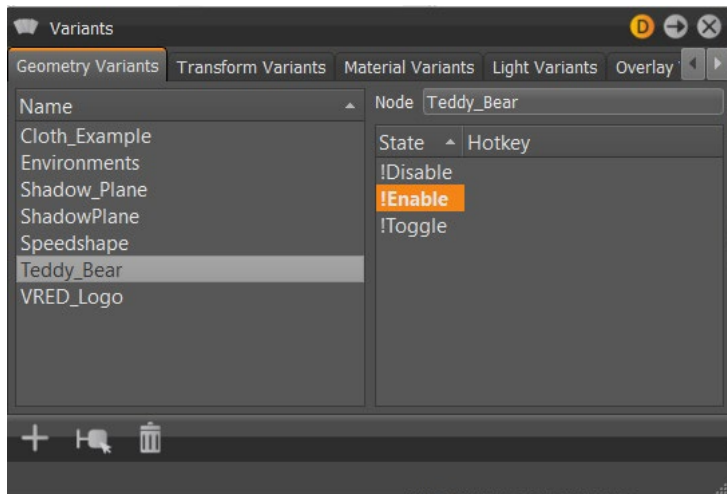 Variants
D
Geometry Variants Transform Variants Material Variants Light Variants Overlay
Name
Cloth_Example
Environments
Shadow_Plane
ShadowPlane
Speedshape
Teddy_Bear
VRED_Logo
Node Teddy_Bear
State Hotkey
!Disable
!Enable
!Toggle